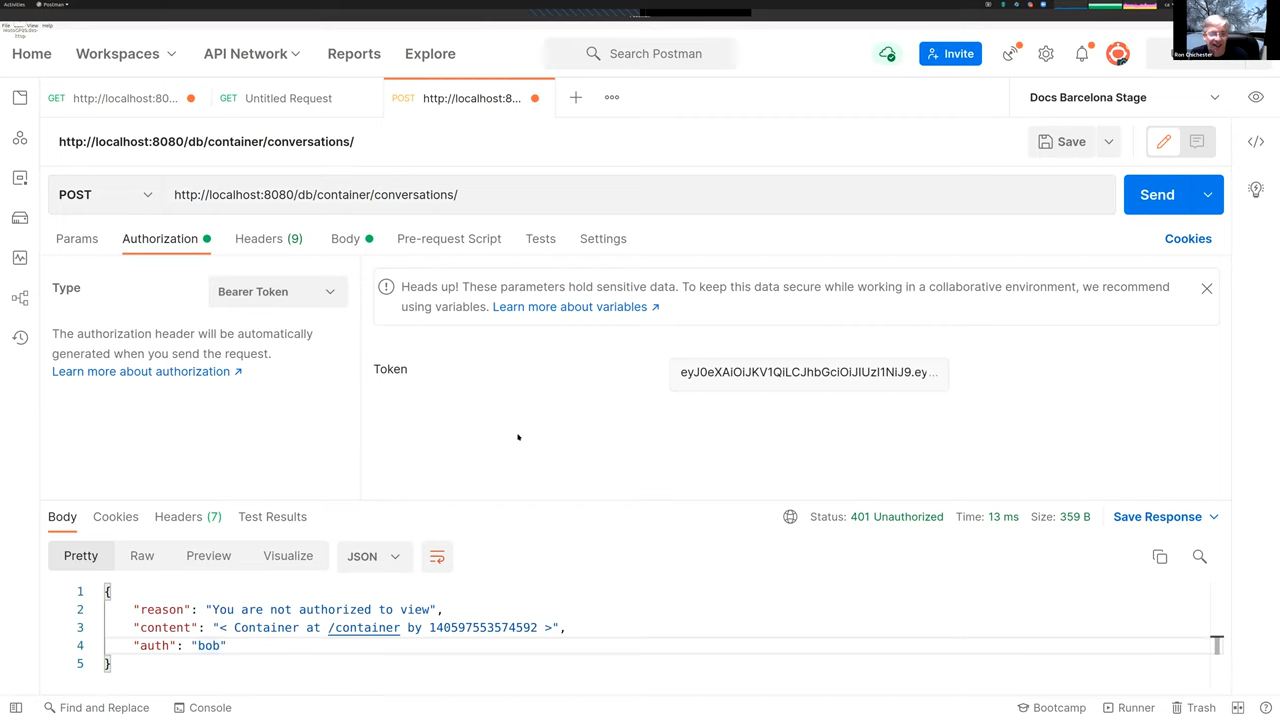 Activities Postman
File View Help
Ron Chichester
Home Workspaces API Network Reports Explore Search Postman Invite
GET http://localhost:80... GET Untitled Request POST http://localhost:8... Docs Barcelona Stage
http://localhost:8080/db/container/conversations/ Save
POST http://localhost:8080/db/container/conversations/ Send
Params Authorization Headers (9) Body Pre-request Script Tests Settings Cookies
Type Bearer Token
The authorization header will be automatically
generated when you send the request.
Learn more about authorization ↗
Heads up! These parameters hold sensitive data. To keep this data secure while working in a collaborative environment, we recommend
using variables. Learn more about variables ↗
Token eyJ0eXAiOiJKV1QiLCJhbGciOiJIUzI1NiJ9.ey...
Body Cookies Headers (7) Test Results Status: 401 Unauthorized Time: 13 ms Size: 359 B Save Response
Pretty Raw Preview Visualize JSON
1 {
2 "reason": "You are not authorized to view",
3 "content": "< Container at /container by 140597553574592 >",
4 "auth": "bob"
5 }
Find and Replace Console Bootcamp Runner Trash